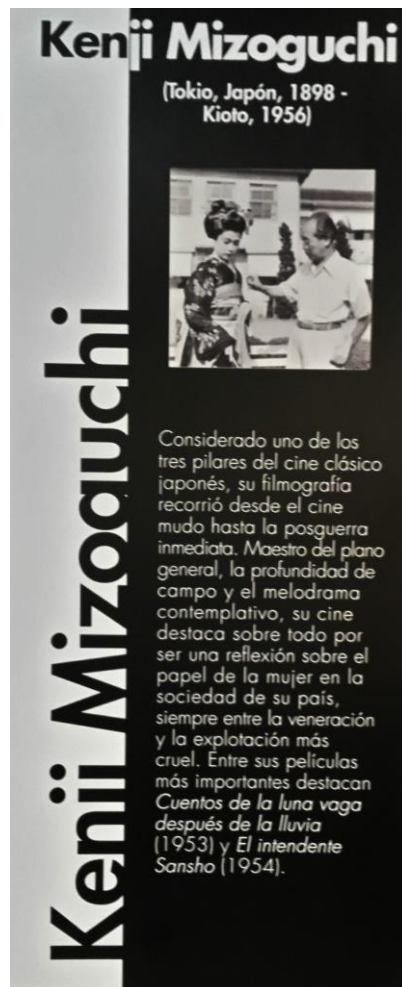 Kenji Mizoguchi
(Tokio, Japón, 1898 -
Kioto, 1956)
Kenji Mizoguchi
Considerado uno de los
tres pilares del cine clásico
japonés, su filmografía
recorrió desde el cine
mudo hasta la posguerra
inmediata. Maestro del plano
general, la profundidad de
campo y el melodrama
contemplativo, su cine
destaca sobre todo por
ser una reflexión sobre el
papel de la mujer en la
sociedad de su país,
siempre entre la veneración
y la explotación más
cruel. Entre sus películas
más importantes destacan
Cuentos de la luna vaga
después de la lluvia
(1953) y El intendente
Sansho (1954).